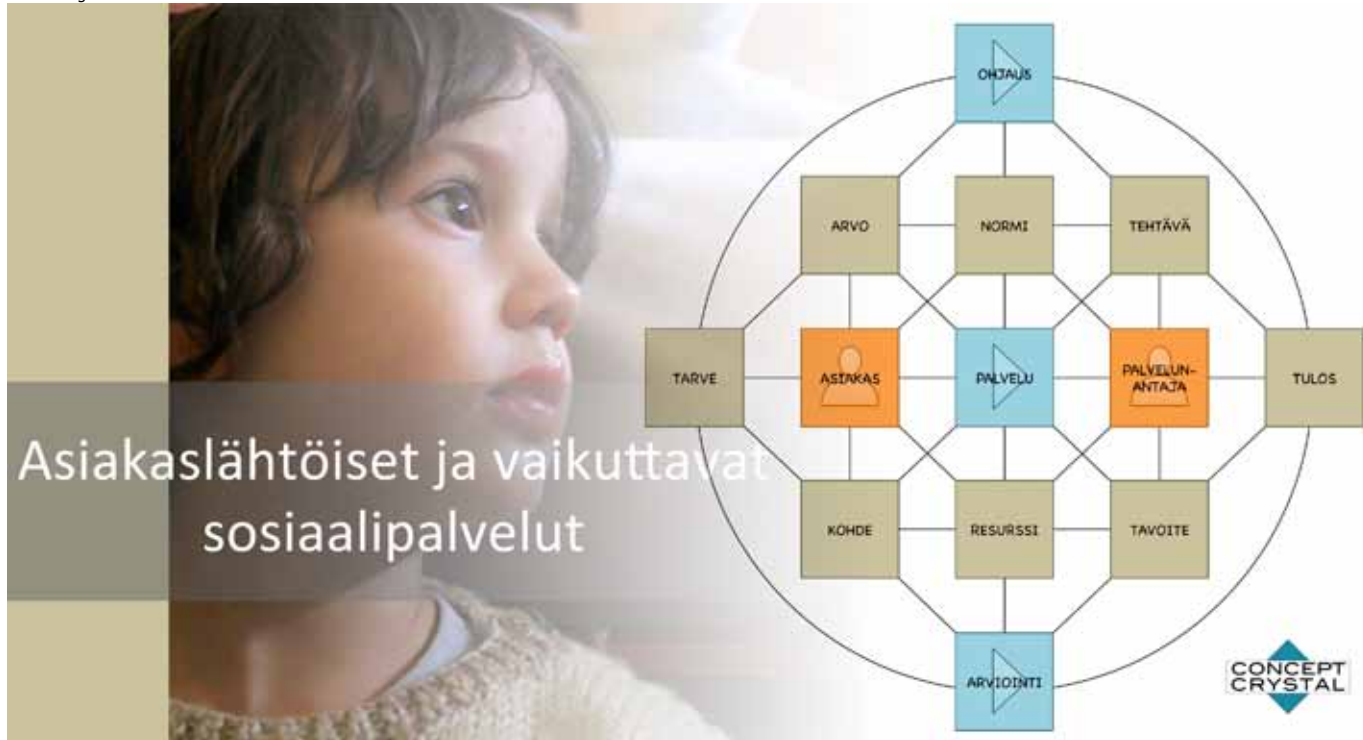 OHJAUS
ARVO
NORMI
TEHTÄVÄ
TARVE
ASIAKAS
PALVELU
PALVELUN-
ANTAJA
TULOS
Asiakaslähtöiset ja vaikuttavat
sosiaalipalvelut
KOHDE
RESURSSI
TAVOITE
ARVIOINTI
CONCEPT
CRYSTAL